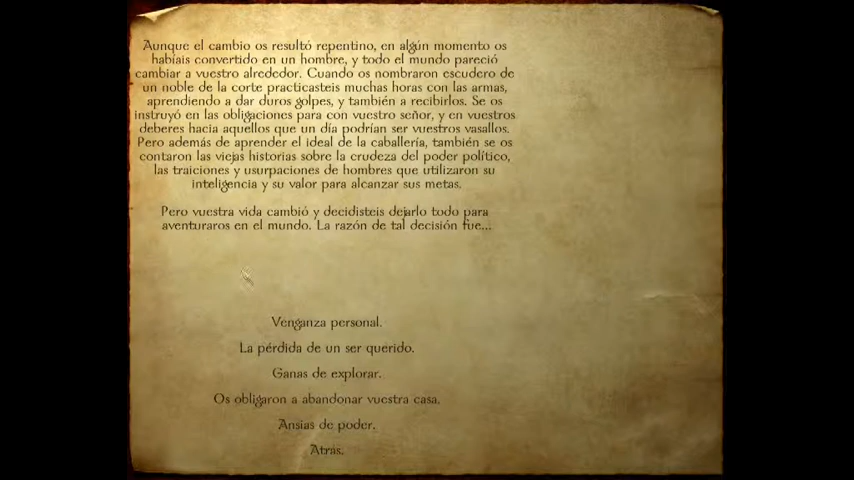 Aunque el cambio os resultó repentino, en algún momento os
habíais convertido en un hombre, y todo el mundo pareció
cambiar a vuestro alrededor. Cuando os nombraron escudero de
un noble de la corte practicasteis muchas horas con las armas,
aprendiendo a dar duros golpes, y también a recibirlos. Se os
instruyó en las obligaciones para con vuestro señor, y en vuestros
deberes hacia aquellos que un día podrían ser vuestros vasallos.
Pero además de aprender el ideal de la caballería, también se os
contaron las viejas historias sobre la crudeza del poder político,
las traiciones y usurpaciones de hombres que utilizaron su
inteligencia y su valor para alcanzar sus metas.
Pero vuestra vida cambió y decidisteis dejarlo todo para
aventuraros en el mundo. La razón de tal decisión fue...
Venganza personal.
La pérdida de un ser querido.
Ganas de explorar.
Os obligaron a abandonar vuestra casa.
Ansias de poder.
Atras.